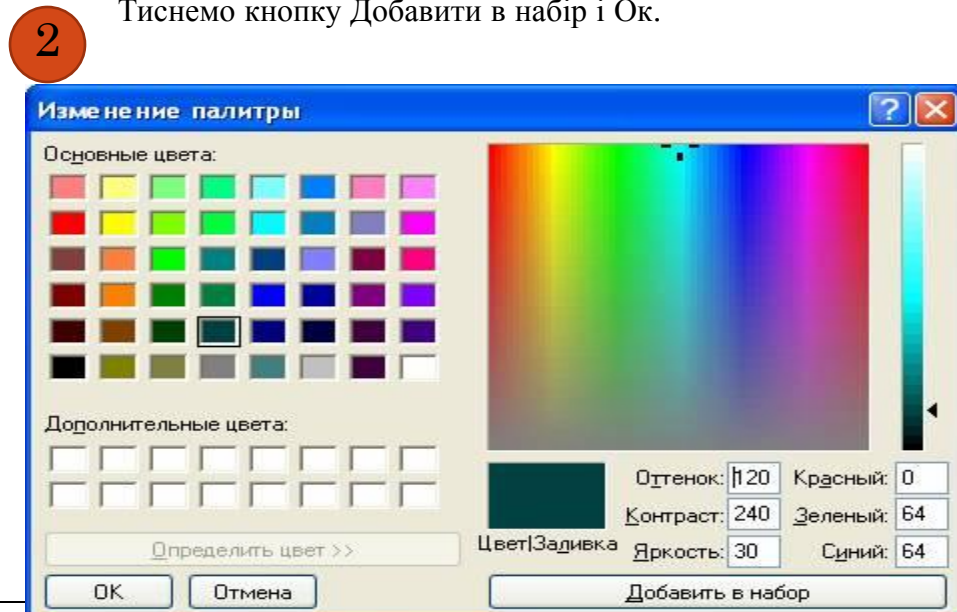 Тиснемо кнопку Добавити в набір і Ок.
2
Изменение палитры
Основные цвета:
Дополнительные цвета:
Определить цвет >>
ОК Отмена
Цвет|Заливка
Оттенок: 120 Красный: 0
Контраст: 240 Зеленый: 64
Яркость: 30 Синий: 64
Добавить в набор